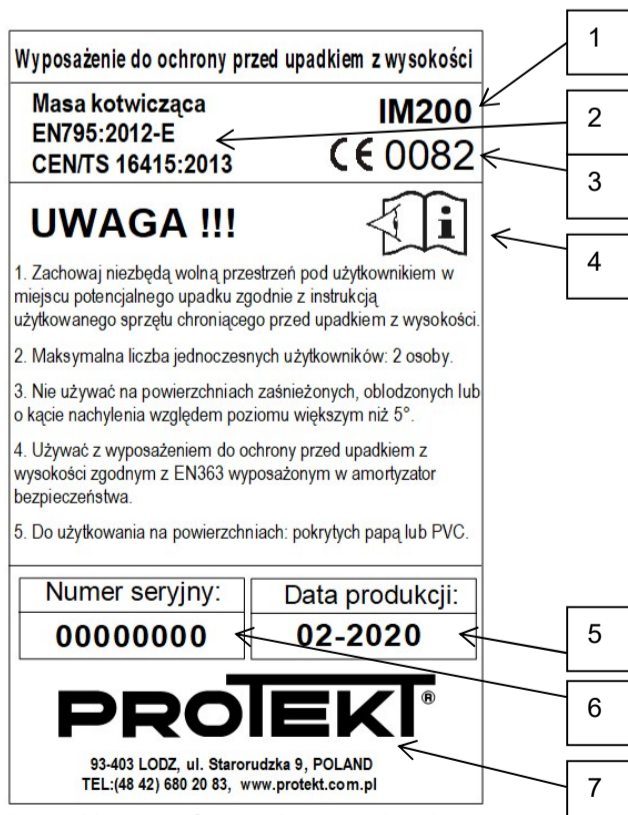 Wyposażenie do ochrony przed upadkiem z wysokości
1
Masa kotwicząca
IM200
EN795:2012-E
2
CEN/TS 16415:2013
CE 0082
3
UWAGA !!!
i
4
1. Zachowaj niezbędą wolną przestrzeń pod użytkownikiem w
miejscu potencjalnego upadku zgodnie z instrukcją
użytkowanego sprzętu chroniącego przed upadkiem z wysokości.
2. Maksymalna liczba jednoczesnych użytkowników: 2 osoby.
3. Nie używać na powierzchniach zaśnieżonych, oblodzonych lub
o kącie nachylenia względem poziomu większym niż 5°.
4. Używać z wyposażeniem do ochrony przed upadkiem z
wysokości zgodnym z EN363 wyposażonym w amortyzator
bezpieczeństwa.
5. Do użytkowania na powierzchniach: pokrytych papą lub PVC.
Numer seryjny:
00000000
Data produkcji:
02-2020
5
6
PROTEKT®
93-403 LODZ, ul. Starorudzka 9, POLAND
TEL:(48 42) 680 20 83, www.protekt.com.pl
7